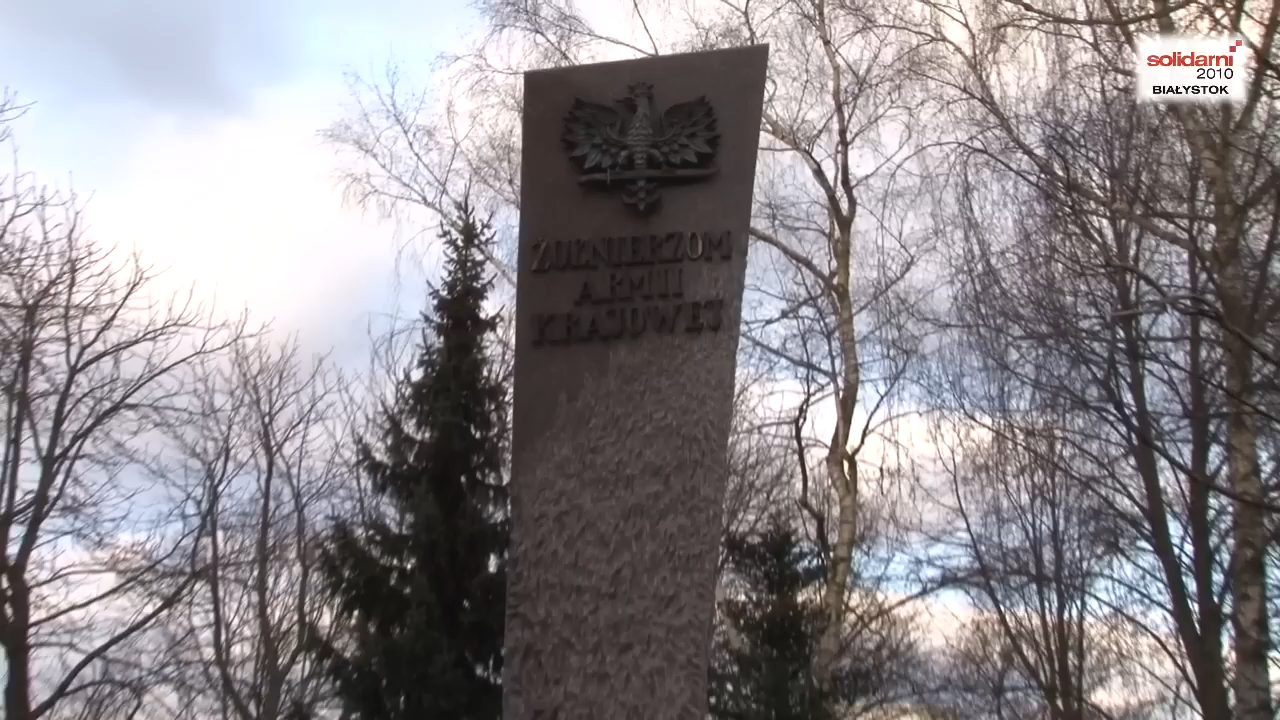 ŻOŁNIERZOM
ARMII
KRAJOWEJ
solidarni
2010
BIAŁYSTOK